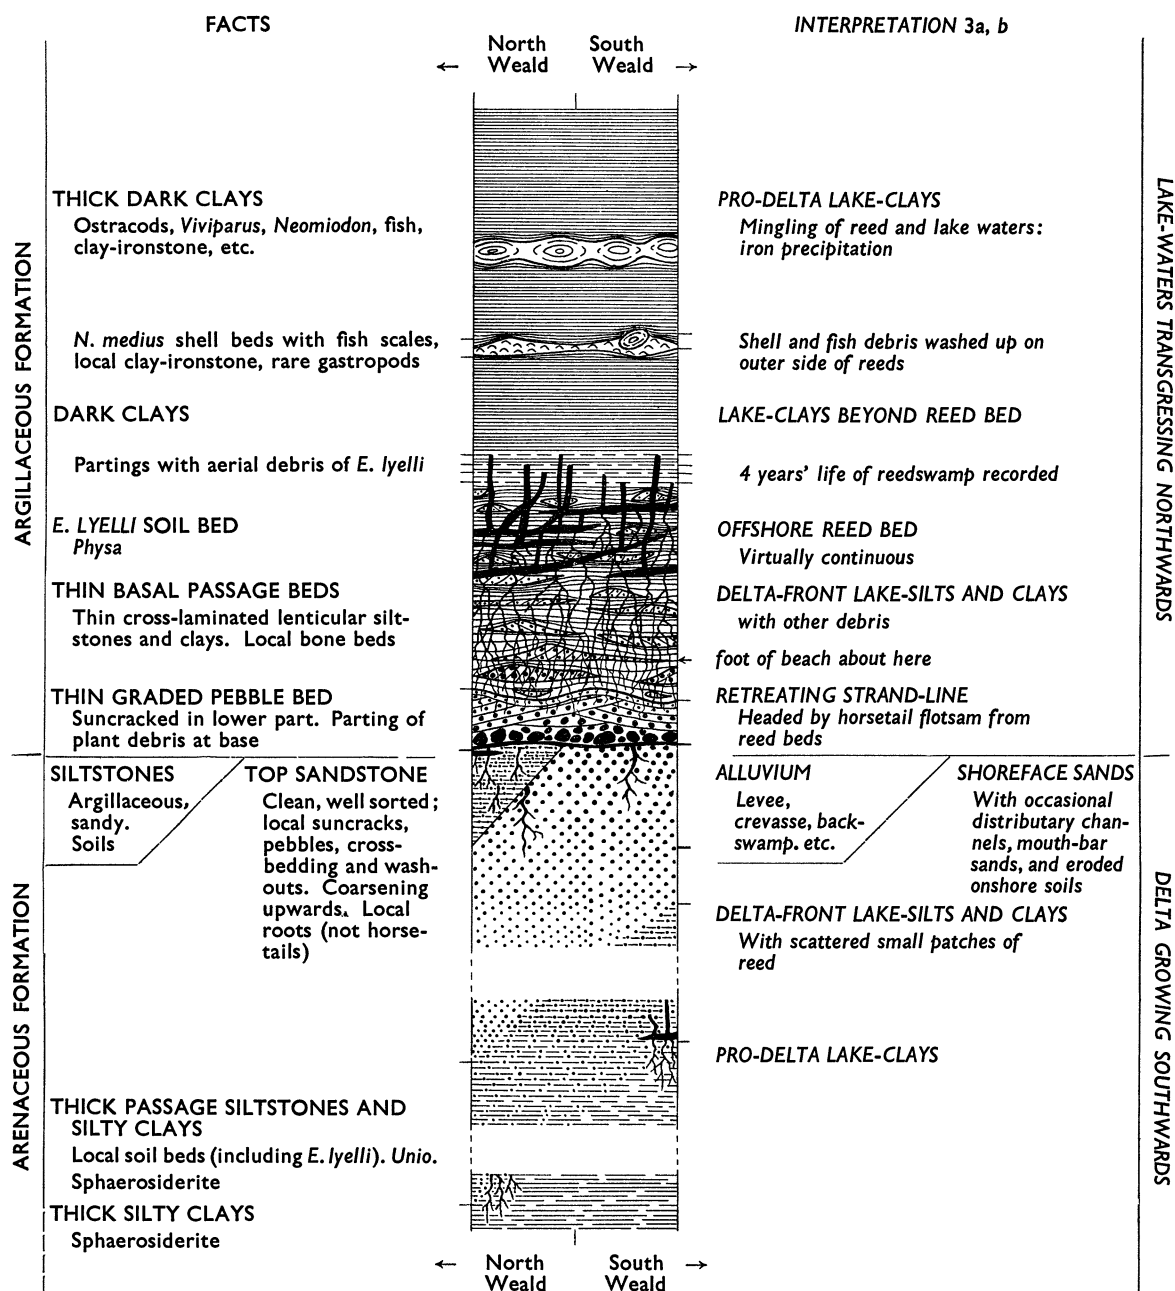 FACTS
INTERPRETATION 3a, b
North South
← Weald Weald →
THICK DARK CLAYS
Ostracods, Viviparus, Neomiodon, fish,
clay-ironstone, etc.
N. medius shell beds with fish scales,
local clay-ironstone, rare gastropods
DARK CLAYS
Partings with aerial debris of E. lyelli
E. LYELLI SOIL BED
Physa
THIN BASAL PASSAGE BEDS
Thin cross-laminated lenticular silt-
stones and clays. Local bone beds
THIN GRADED PEBBLE BED
Suncracked in lower part. Parting of
plant debris at base
SILTSTONES
Argillaceous,
sandy.
Soils
TOP SANDSTONE
Clean, well sorted;
local suncracks,
pebbles, cross-
bedding and wash-
outs. Coarsening
upwards. Local
roots (not horse-
tails)
THICK PASSAGE SILTSTONES AND
SILTY CLAYS
Local soil beds (including E. lyelli). Unio.
Sphaerosiderite
THICK SILTY CLAYS
Sphaerosiderite
ARGILLACEOUS FORMATION
ARENACEOUS FORMATION
PRO-DELTA LAKE-CLAYS
Mingling of reed and lake waters:
iron precipitation
Shell and fish debris washed up on
outer side of reeds
LAKE-CLAYS BEYOND REED BED
4 years' life of reedswamp recorded
OFFSHORE REED BED
Virtually continuous
DELTA-FRONT LAKE-SILTS AND CLAYS
with other debris
foot of beach about here
RETREATING STRAND-LINE
Headed by horsetail flotsam from
reed beds
ALLUVIUM
Levee,
crevasse, back-
swamp. etc.
SHOREFACE SANDS
With occasional
distributary chan-
nels, mouth-bar
sands, and eroded
onshore soils
DELTA-FRONT LAKE-SILTS AND CLAYS
With scattered small patches of
reed
PRO-DELTA LAKE-CLAYS
LAKE-WATERS TRANSGRESSING NORTHWARDS
DELTA GROWING SOUTHWARDS
← North South →
Weald Weald